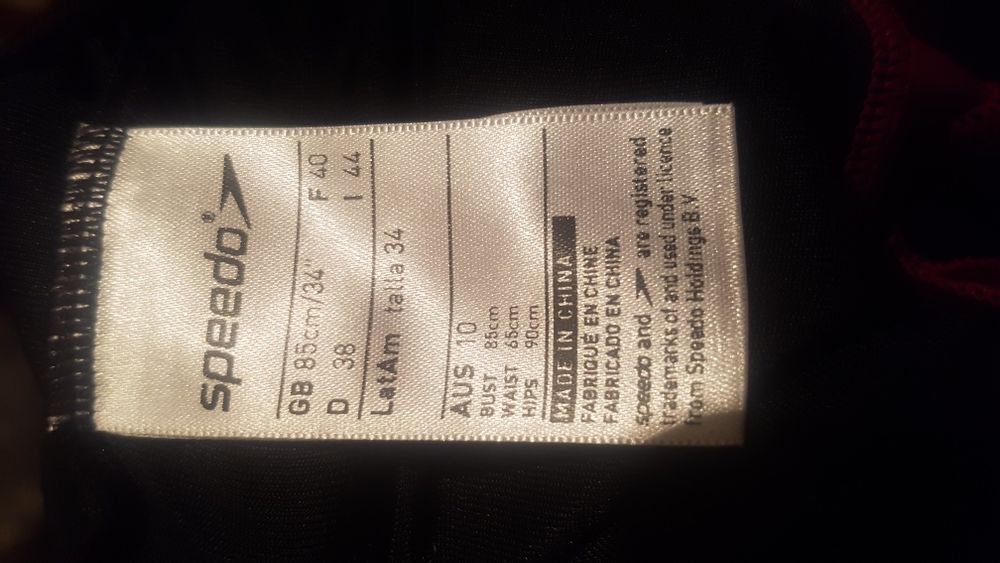 speedo®
GB 85cm/34" F 40
D 38 I 44
LatAm talla 34
AUS 10
BUST 85cm
WAIST 65cm
HIPS 90cm
MADE IN CHINA
FABRIQUÉ EN CHINE
FABRICADO EN CHINA
speedo and are registered
trademarks of and used under licence
from Speedo Holdings B.V